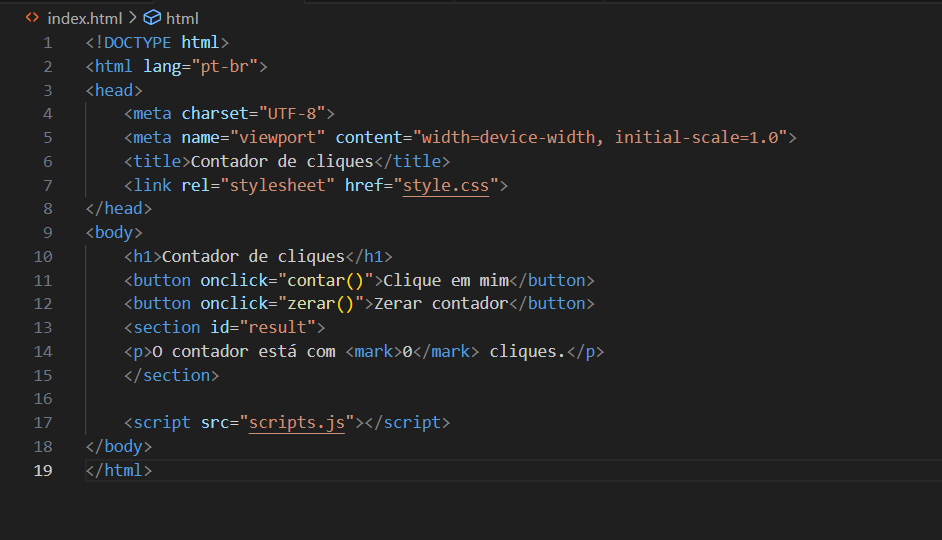 index.html > html
1 <!DOCTYPE html>
2 <html lang="pt-br">
3 <head>
4 <meta charset="UTF-8">
5 <meta name="viewport" content="width=device-width, initial-scale=1.0">
6 <title>Contador de cliques</title>
7 <link rel="stylesheet" href="style.css">
8 </head>
9 <body>
10 <h1>Contador de cliques</h1>
11 <button onclick="contar()">Clique em mim</button>
12 <button onclick="zerar()">Zerar contador</button>
13 <section id="result">
14 <p>O contador está com <mark>0</mark> cliques.</p>
15 </section>
16
17 <script src="scripts.js"></script>
18 </body>
19 </html>